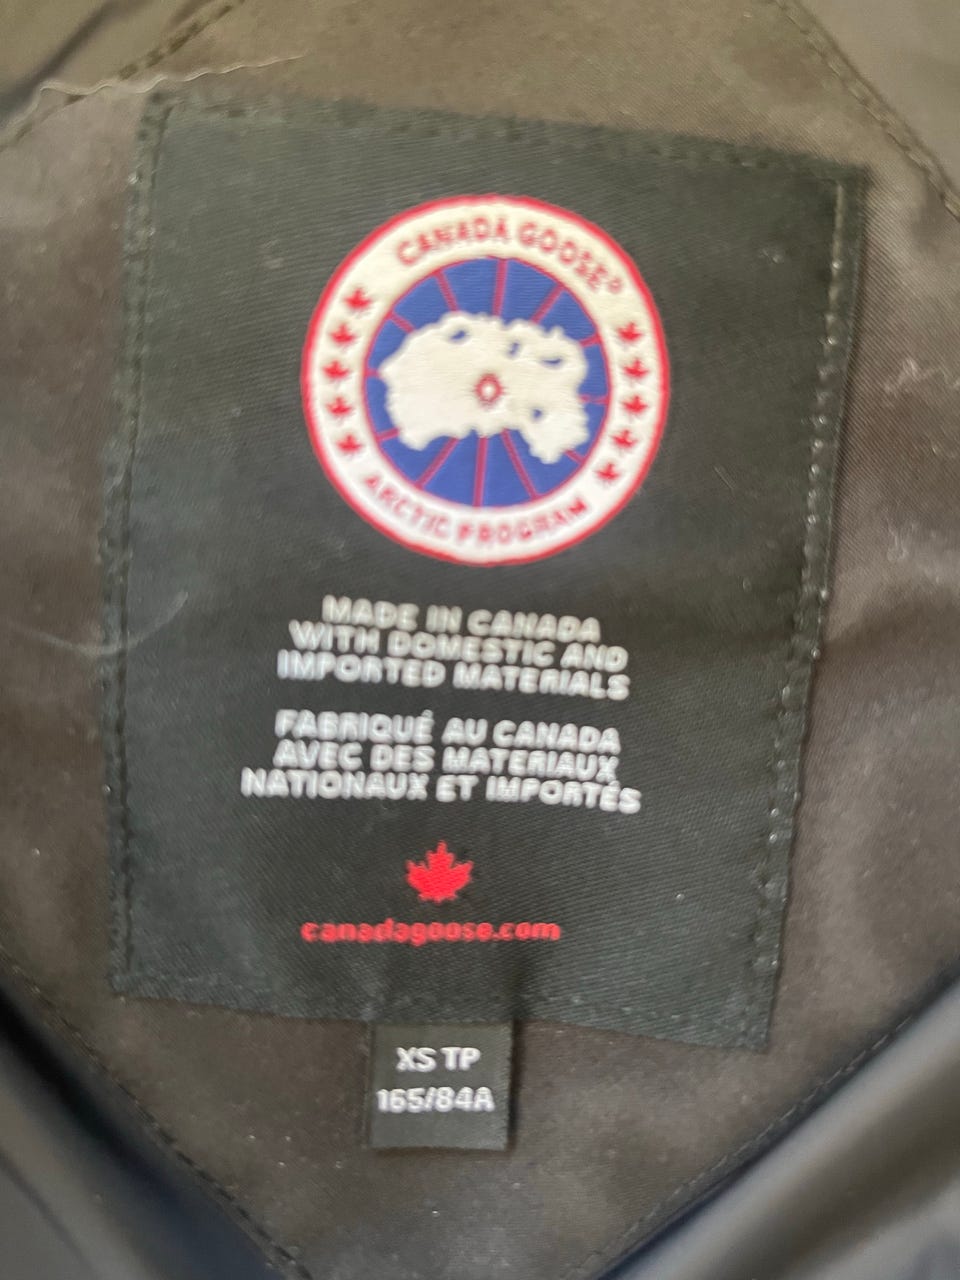 CANADA GOOSE®
ARCTIC PROGRAM
MADE IN CANADA
WITH DOMESTIC AND
IMPORTED MATERIALS
FABRIQUÉ AU CANADA
AVEC DES MATERIAUX
NATIONAUX ET IMPORTÉS
canadagoose.com
XS TP
165/84A